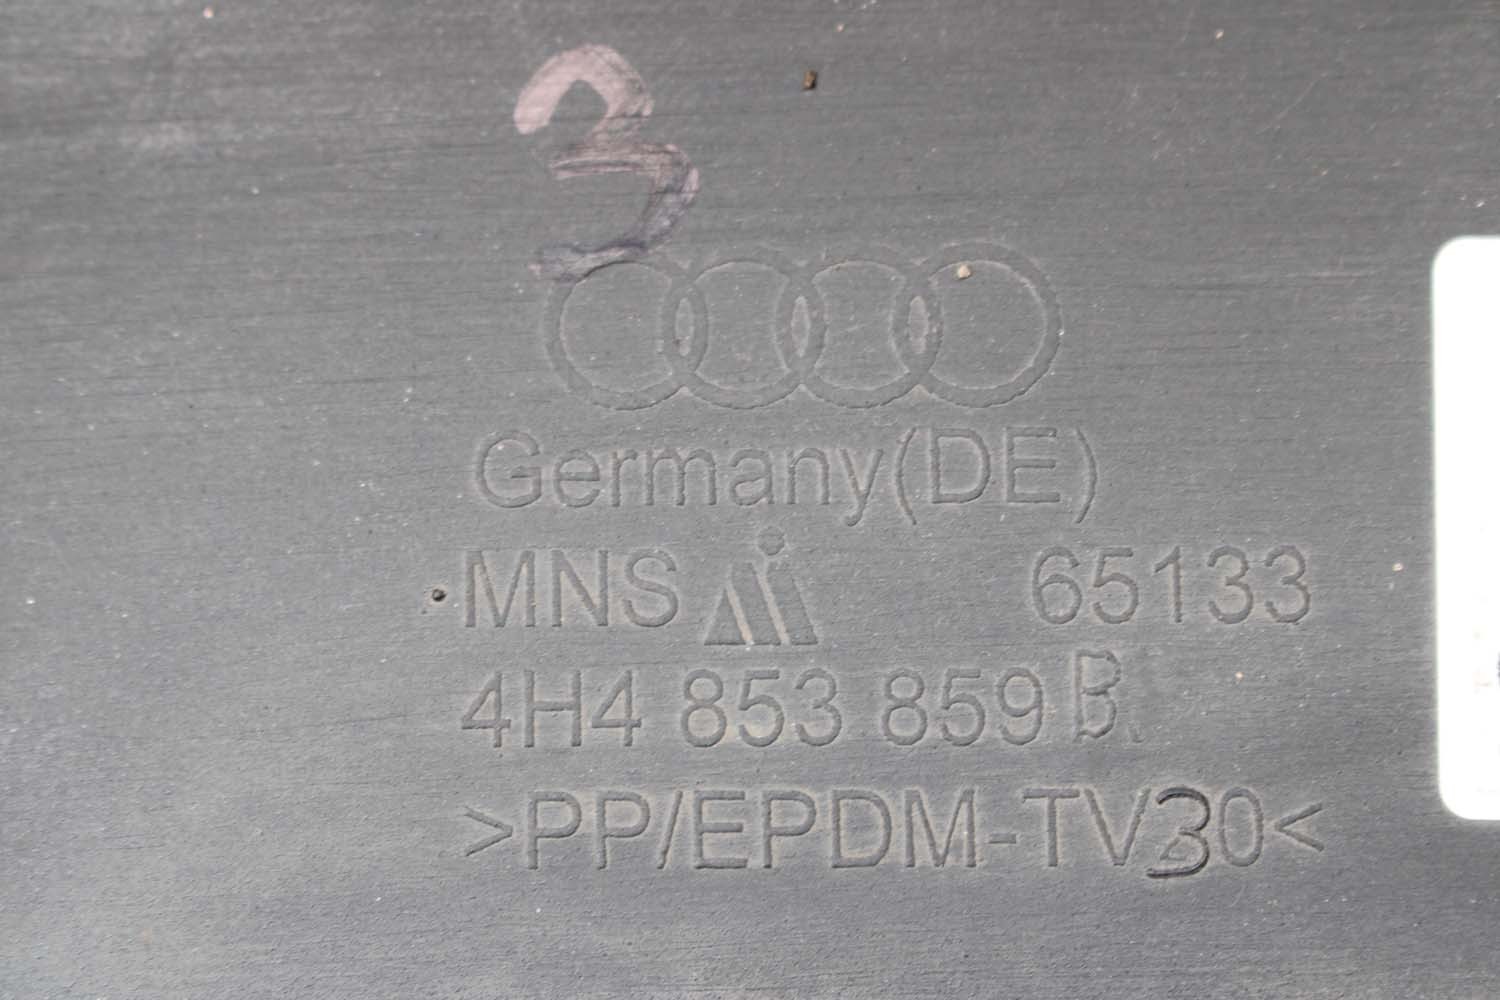 3
Germany(DE)
MNS 65133
4H4 853 859 B.
>PP/EPDM-TV30<